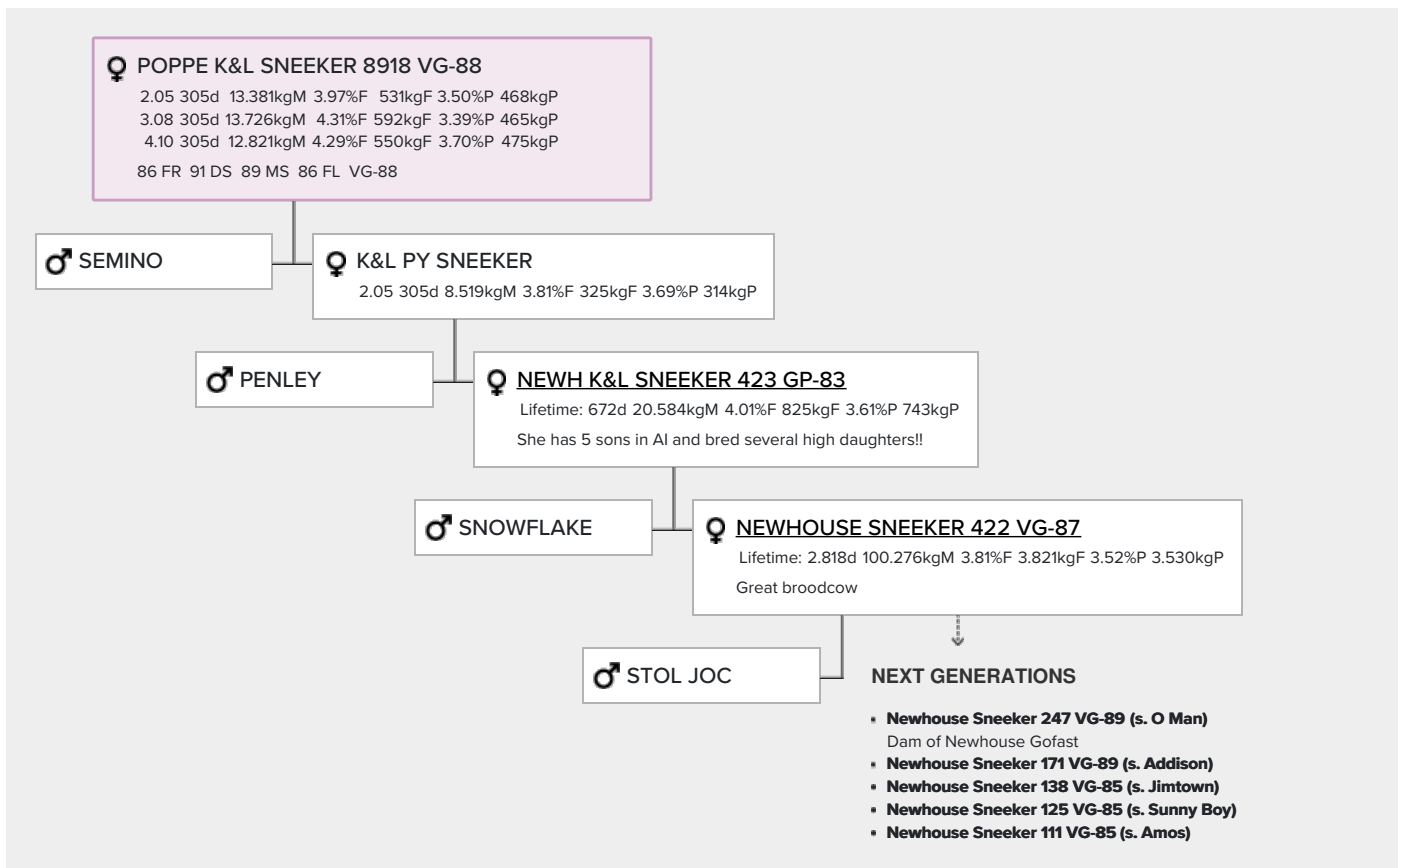 POPPE K&L SNEEKER 8918 VG-88
2.05 305d 13.381kgM 3.97%F 531kgF 3.50%P 468kgP
3.08 305d 13.726kgM 4.31%F 592kgF 3.39%P 465kgP
4.10 305d 12.821kgM 4.29%F 550kgF 3.70%P 475kgP
86 FR 91 DS 89 MS 86 FL VG-88
SEMINO
K&L PY SNEEKER
2.05 305d 8.519kgM 3.81%F 325kgF 3.69%P 314kgP
PENLEY
NEWH K&L SNEEKER 423 GP-83
Lifetime: 672d 20.584kgM 4.01%F 825kgF 3.61%P 743kgP
She has 5 sons in AI and bred several high daughters!!
SNOWFLAKE
NEWHOUSE SNEEKER 422 VG-87
Lifetime: 2.818d 100.276kgM 3.81%F 3.821kgF 3.52%P 3.530kgP
Great broodcow
STOL JOC
NEXT GENERATIONS
Newhouse Sneeker 247 VG-89 (s. O Man)
Dam of Newhouse Gofast
Newhouse Sneeker 171 VG-89 (s. Addison)
Newhouse Sneeker 138 VG-85 (s. Jimtown)
Newhouse Sneeker 125 VG-85 (s. Sunny Boy)
Newhouse Sneeker 111 VG-85 (s. Amos)